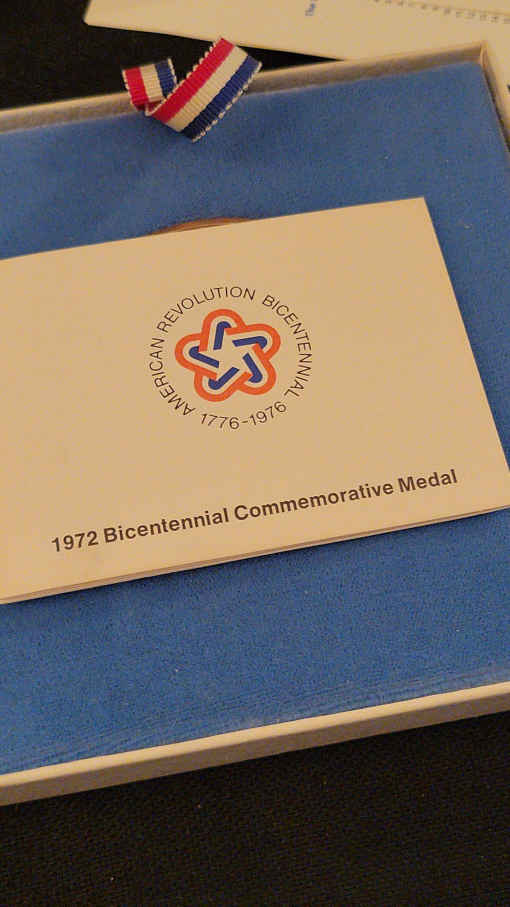 AMERICAN REVOLUTION BICENTENNIAL
1776-1976
1972 Bicentennial Commemorative Medal